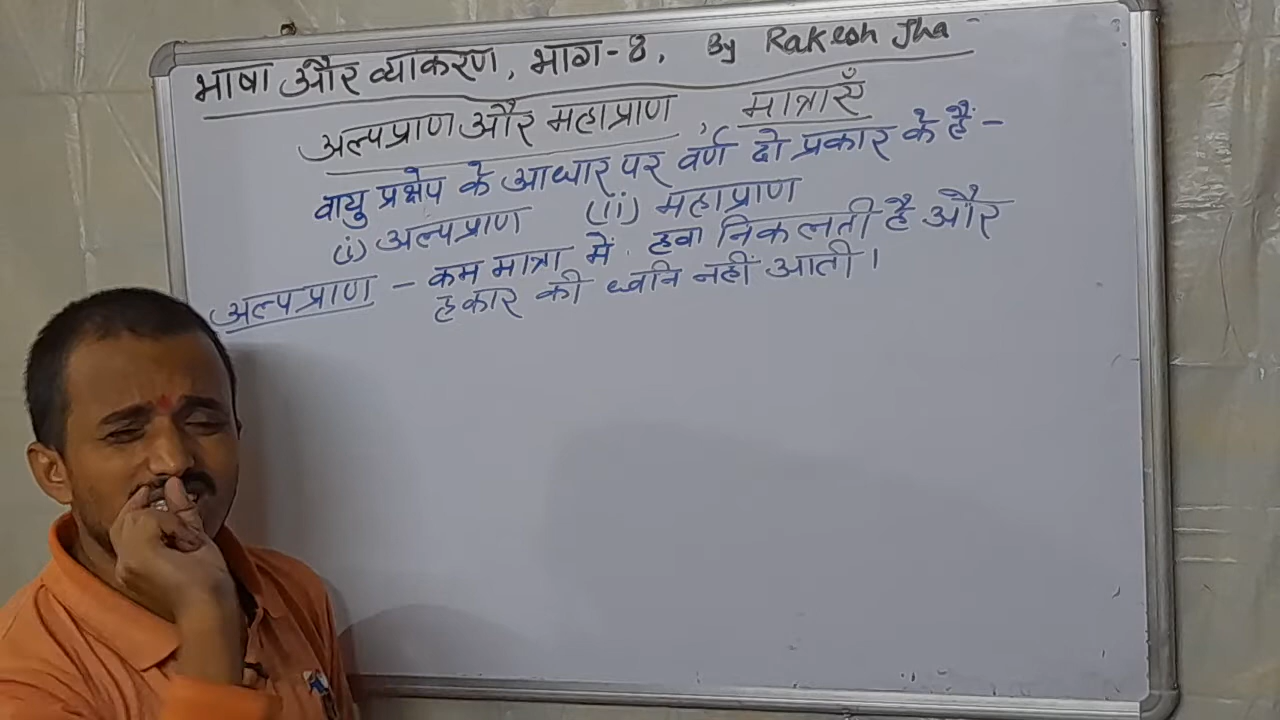 भाषा और व्याकरण, भाग-8, By Rakesh Jha
अल्पप्राण और महाप्राण, मात्राएँ
वायु प्रक्षेप के आधार पर वर्ण दो प्रकार के हैं-
(i) अल्पप्राण (ii) महाप्राण
अल्पप्राण - कम मात्रा में हवा निकलती है और
हकार की ध्वनि नहीं आती।